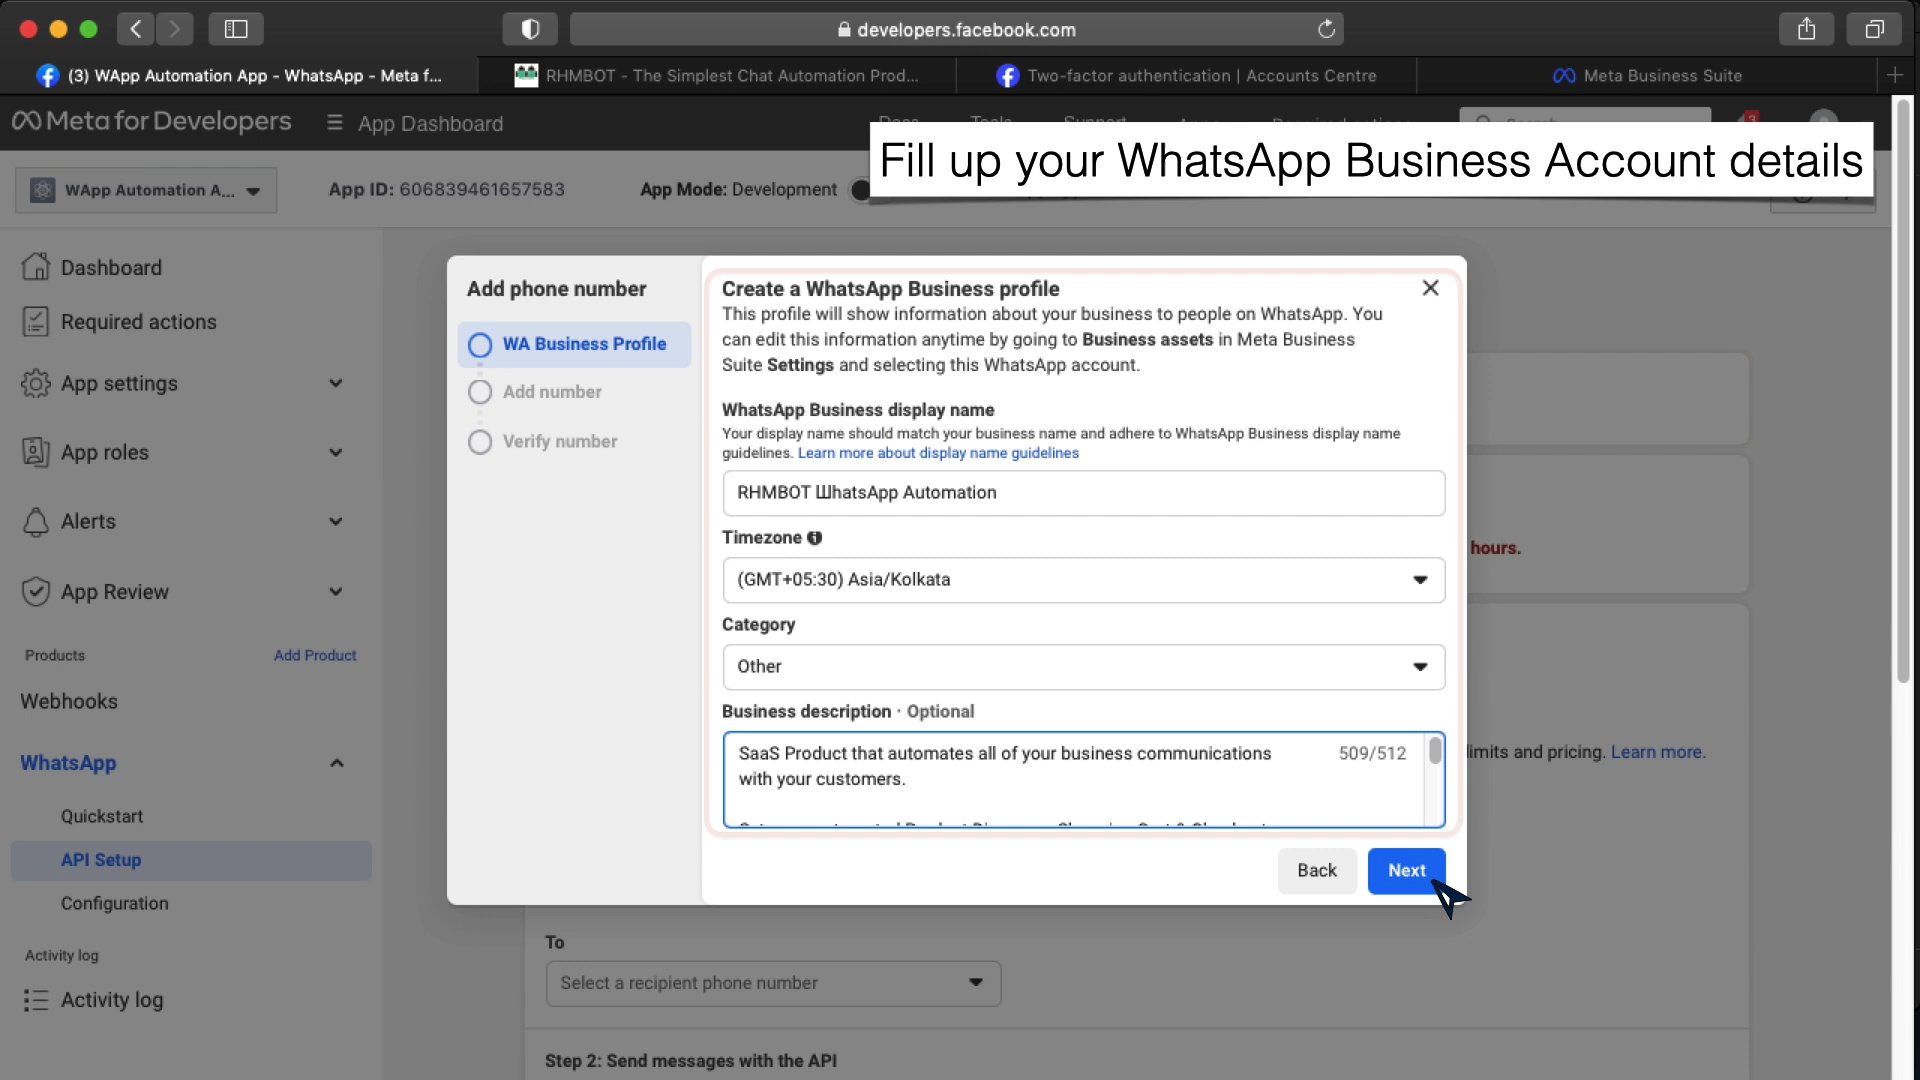 developers.facebook.com
(3) WApp Automation App - WhatsApp - Meta f...
RHMBOT - The Simplest Chat Automation Prod...
Two-factor authentication | Accounts Centre
Meta Business Suite
Meta for Developers
App Dashboard
Docs
Tools
Support
Search
3
Fill up your WhatsApp Business Account details
WApp Automation A...
App ID: 606839461657583
App Mode: Development
Dashboard
Required actions
App settings
App roles
Alerts
App Review
Products
Add Product
Webhooks
WhatsApp
Quickstart
API Setup
Configuration
Activity log
Activity log
Add phone number
WA Business Profile
Add number
Verify number
Create a WhatsApp Business profile
This profile will show information about your business to people on WhatsApp. You
can edit this information anytime by going to Business assets in Meta Business
Suite Settings and selecting this WhatsApp account.
WhatsApp Business display name
Your display name should match your business name and adhere to WhatsApp Business display name
guidelines. Learn more about display name guidelines
RHMBOT ШhatsApp Automation
Timezone
(GMT+05:30) Asia/Kolkata
Category
Other
Business description · Optional
SaaS Product that automates all of your business communications
509/512
with your customers.
Back
Next
hours.
limits and pricing. Learn more.
To
Select a recipient phone number
Step 2: Send messages with the API